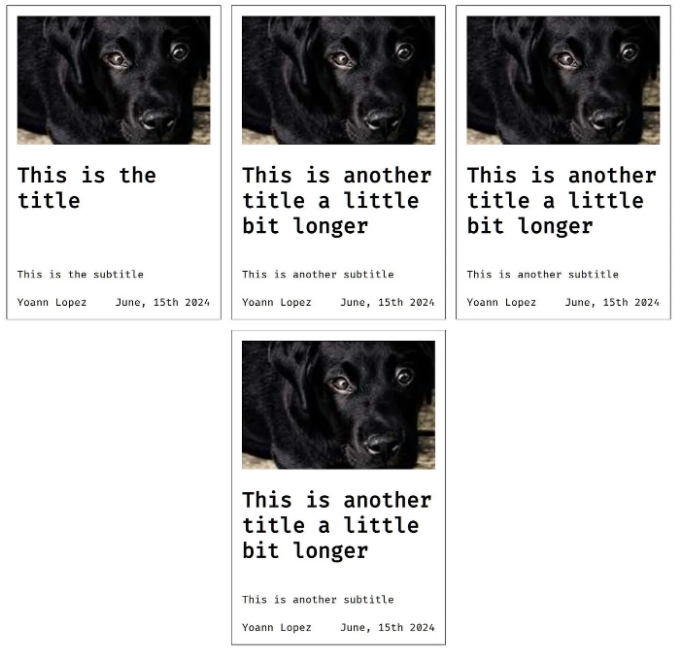 This is the
title
This is the subtitle
Yoann Lopez June, 15th 2024
This is another
title a little
bit longer
This is another subtitle
Yoann Lopez June, 15th 2024
This is another
title a little
bit longer
This is another subtitle
Yoann Lopez June, 15th 2024
This is another
title a little
bit longer
This is another subtitle
Yoann Lopez June, 15th 2024